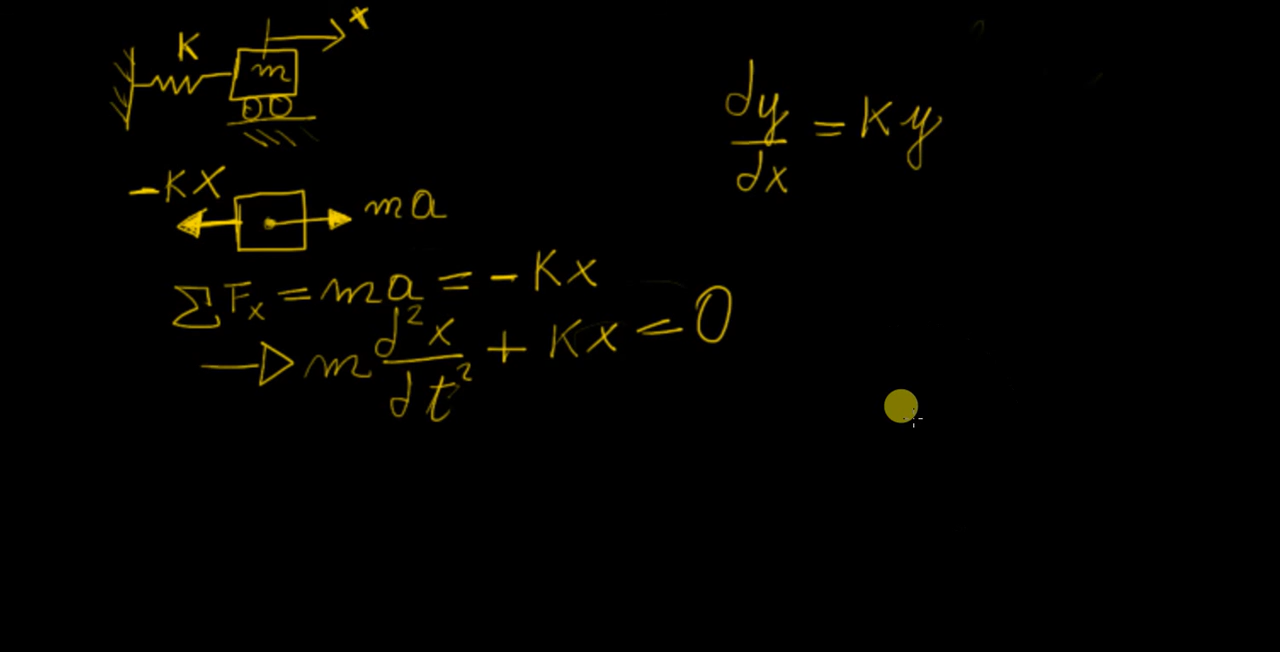 K
x
m
-KX
ma
ΣFx = ma = -Kx
→ m d²x/dt² + Kx = 0
dy/dx = Ky